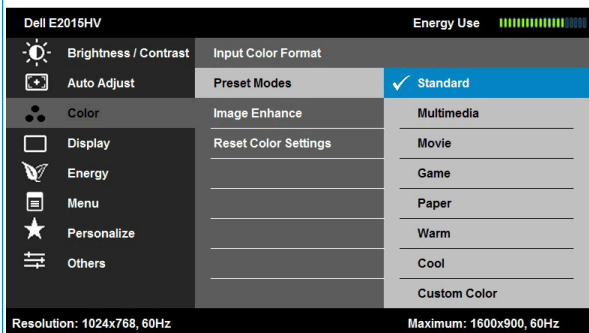 Dell E2015HV Energy Use
Brightness / Contrast Input Color Format
Auto Adjust Preset Modes Standard
Color Image Enhance Multimedia
Display Reset Color Settings Movie
Energy Game
Menu Paper
Personalize Warm
Others Cool
Custom Color
Resolution: 1024x768, 60Hz Maximum: 1600x900, 60Hz